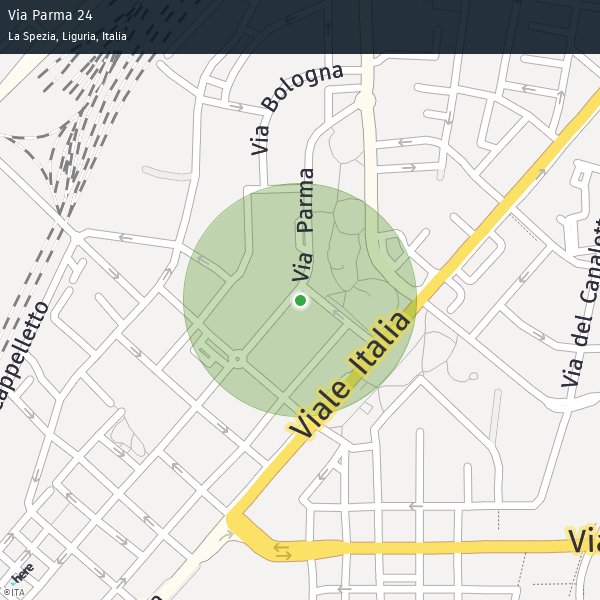 Via Parma 24
La Spezia, Liguria, Italia
Via Bologna
Via Parma
Via del Canalett
appelletto
Viale Italia
Via
here
©ITA